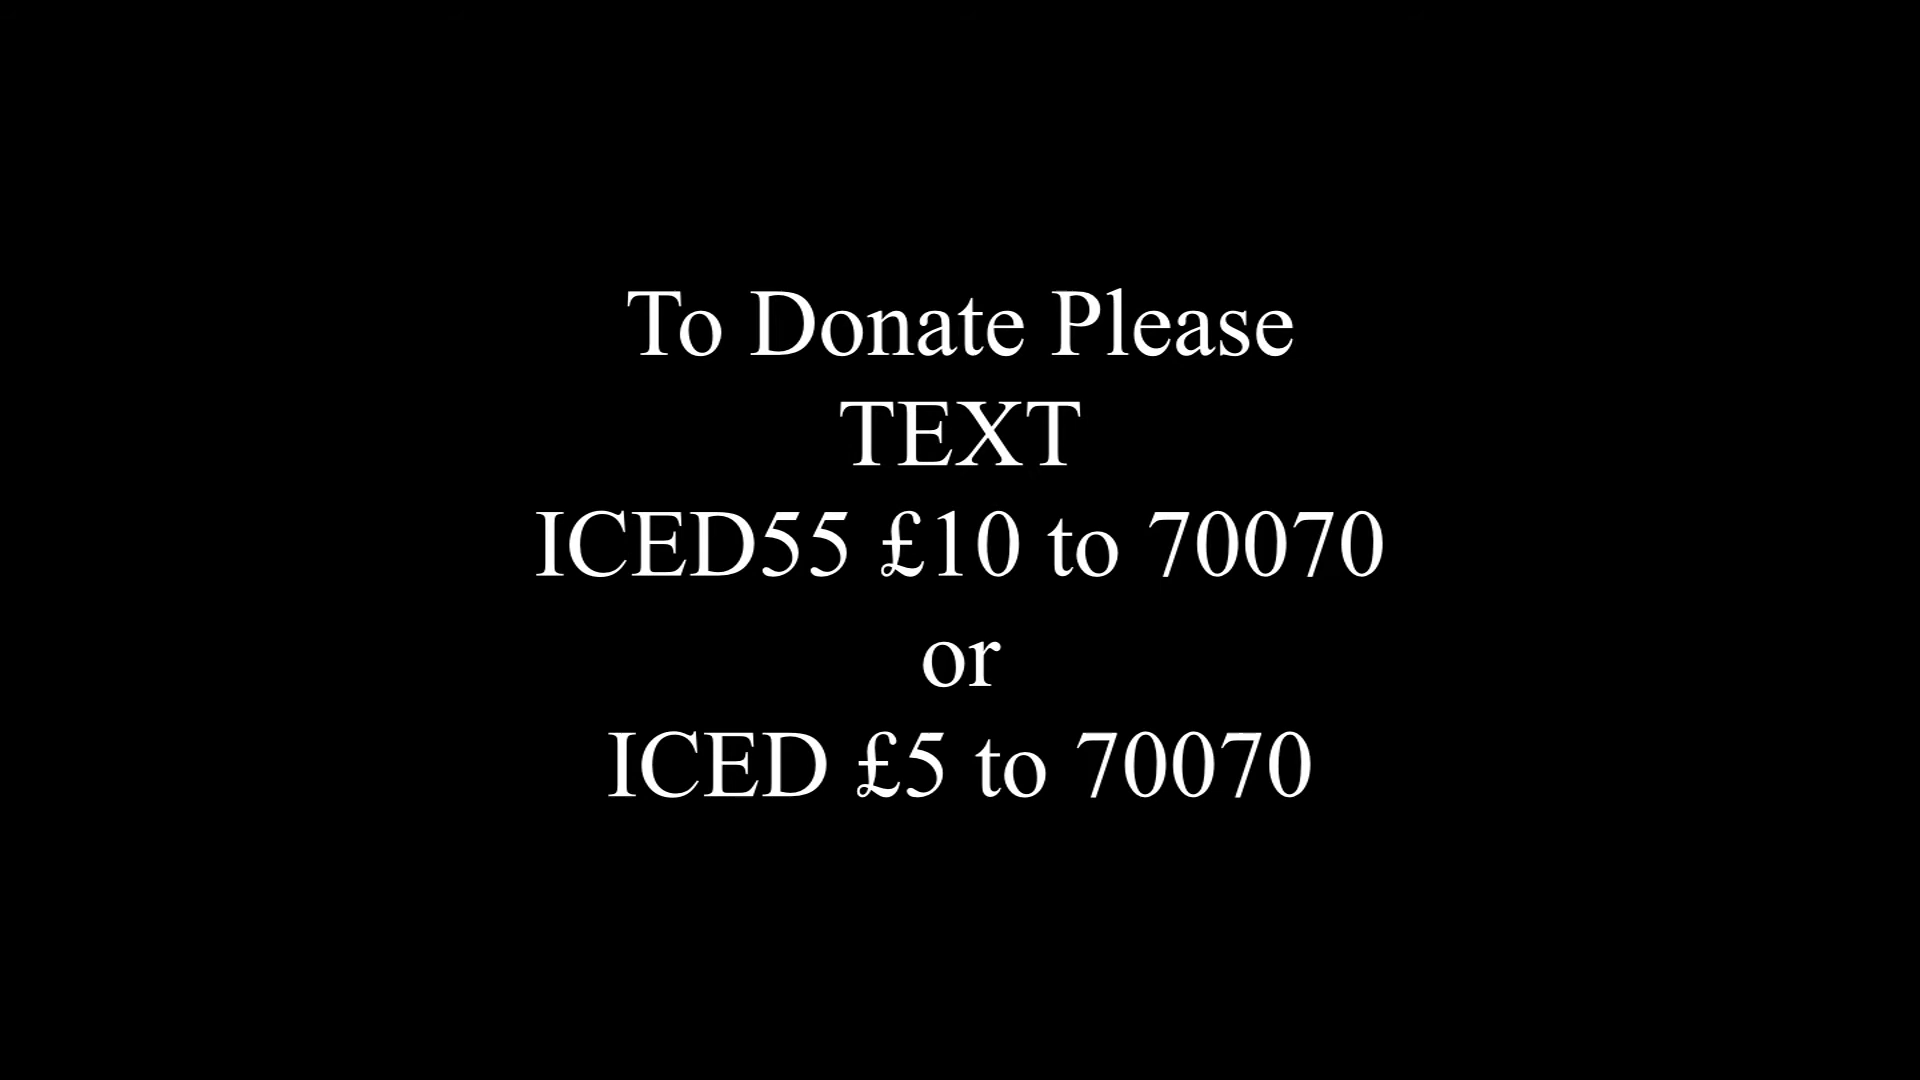 To Donate Please
TEXT
ICED55 £10 to 70070
or
ICED £5 to 70070